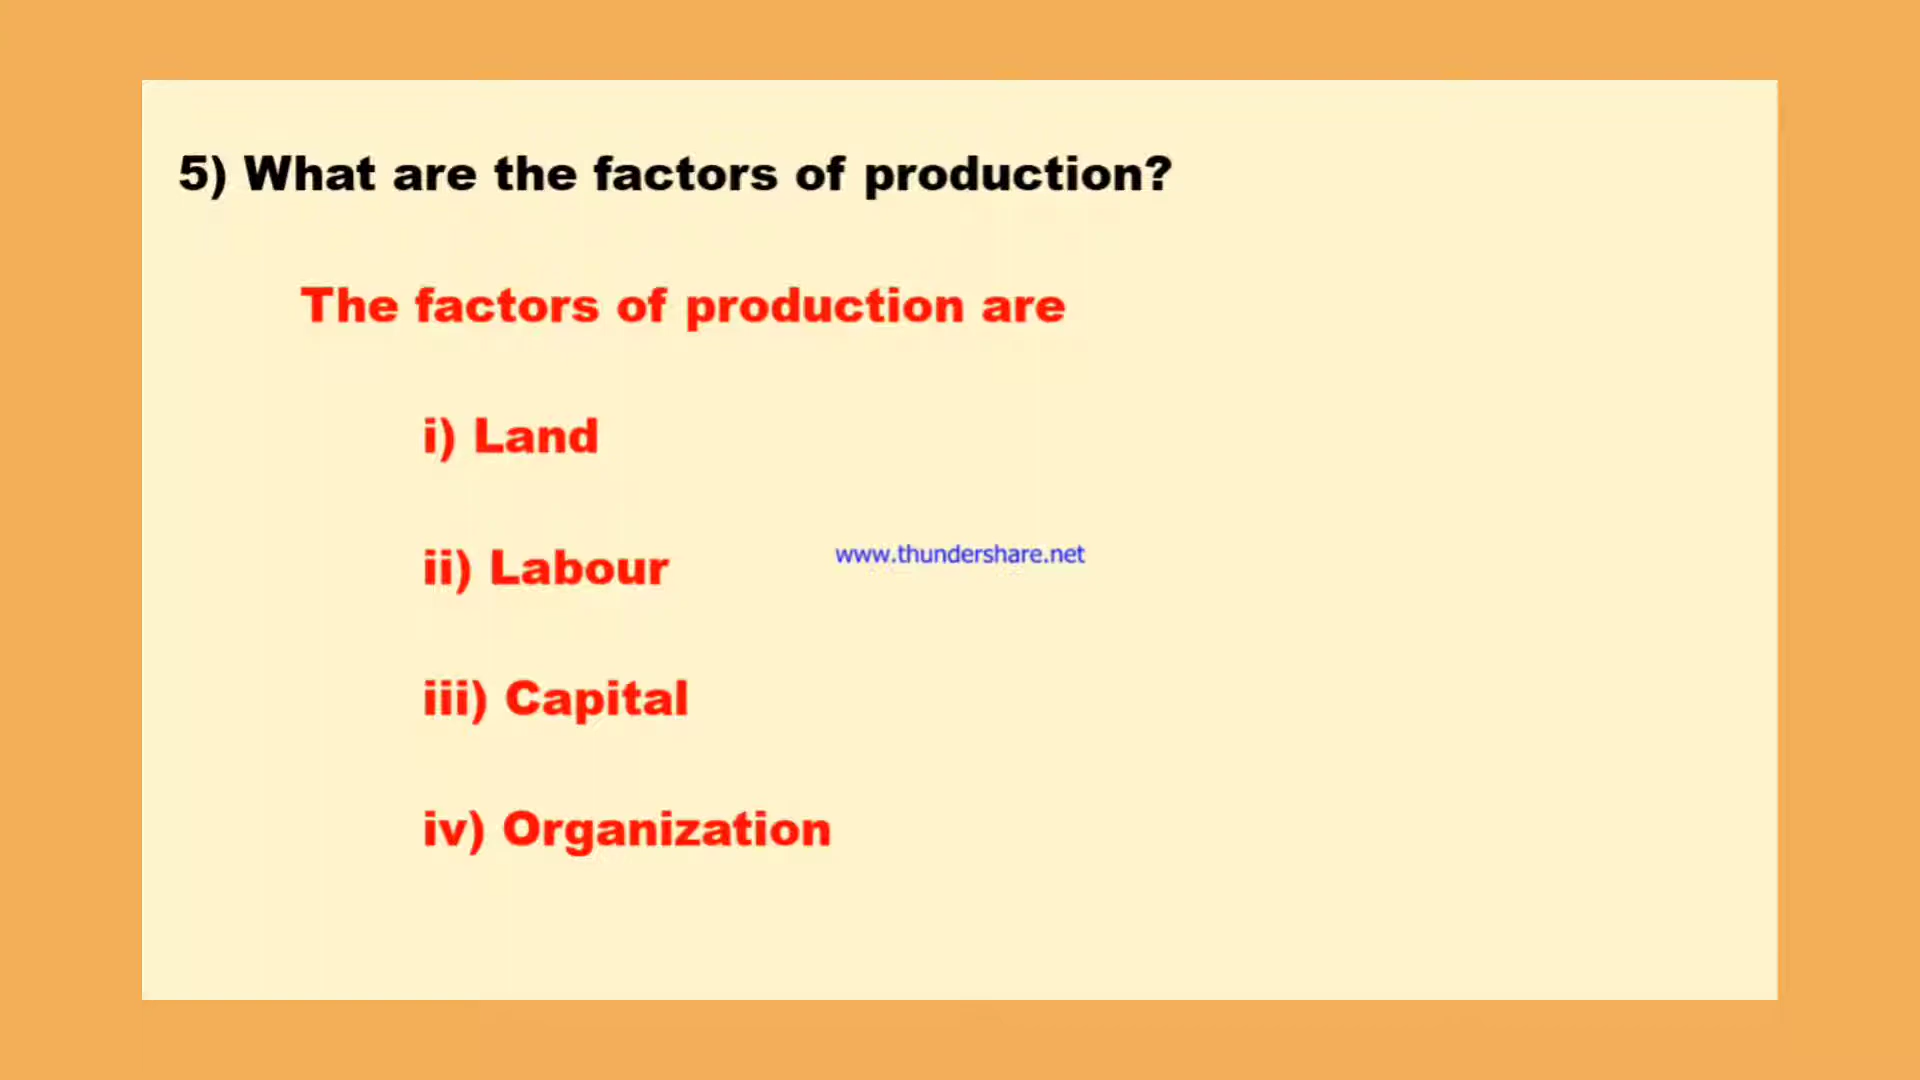 5) What are the factors of production?
The factors of production are
i) Land
ii) Labour
www.thundershare.net
iii) Capital
iv) Organization